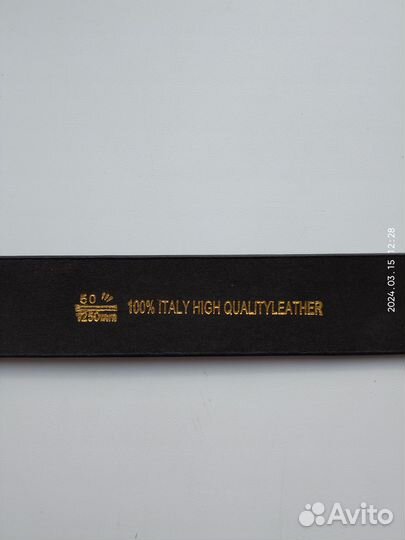 50
1250mm
100% ITALY HIGH QUALITYLEATHER
2024.03.15 12:28
Avito